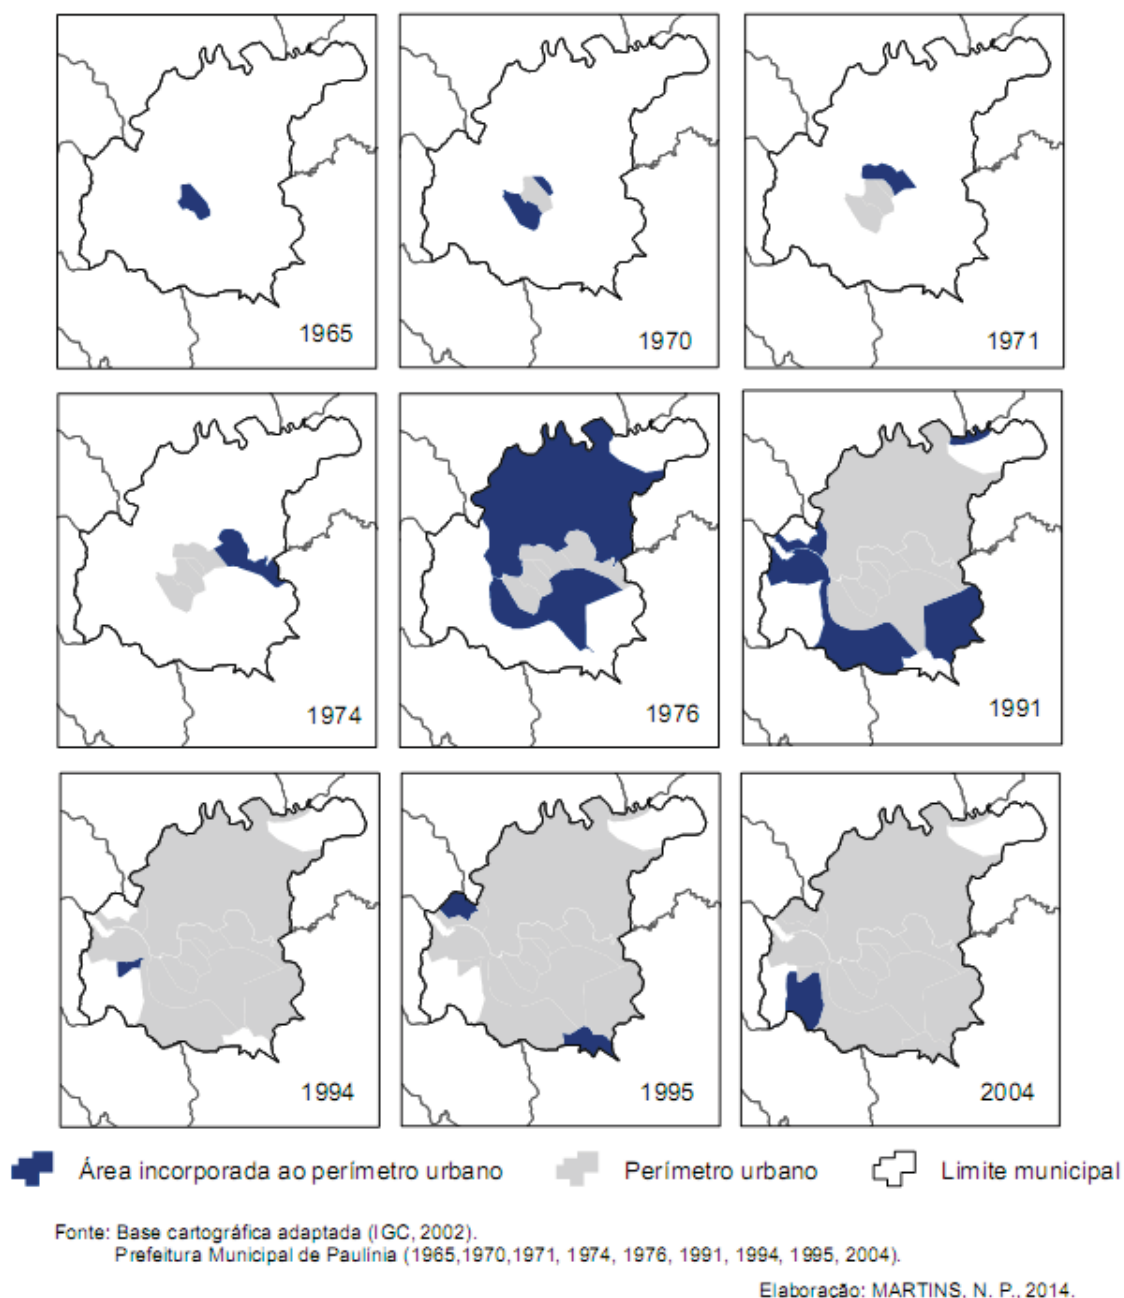 1965
1970
1971
1974
1976
1991
1994
1995
2004
Área incorporada ao perímetro urbano
Perímetro urbano
Limite municipal
Fonte: Base cartográfica adaptada (IGC, 2002).
Prefeitura Municipal de Paulínia (1965,1970,1971, 1974, 1976, 1991, 1994, 1995, 2004).
Elaboração: MARTINS, N. P., 2014.